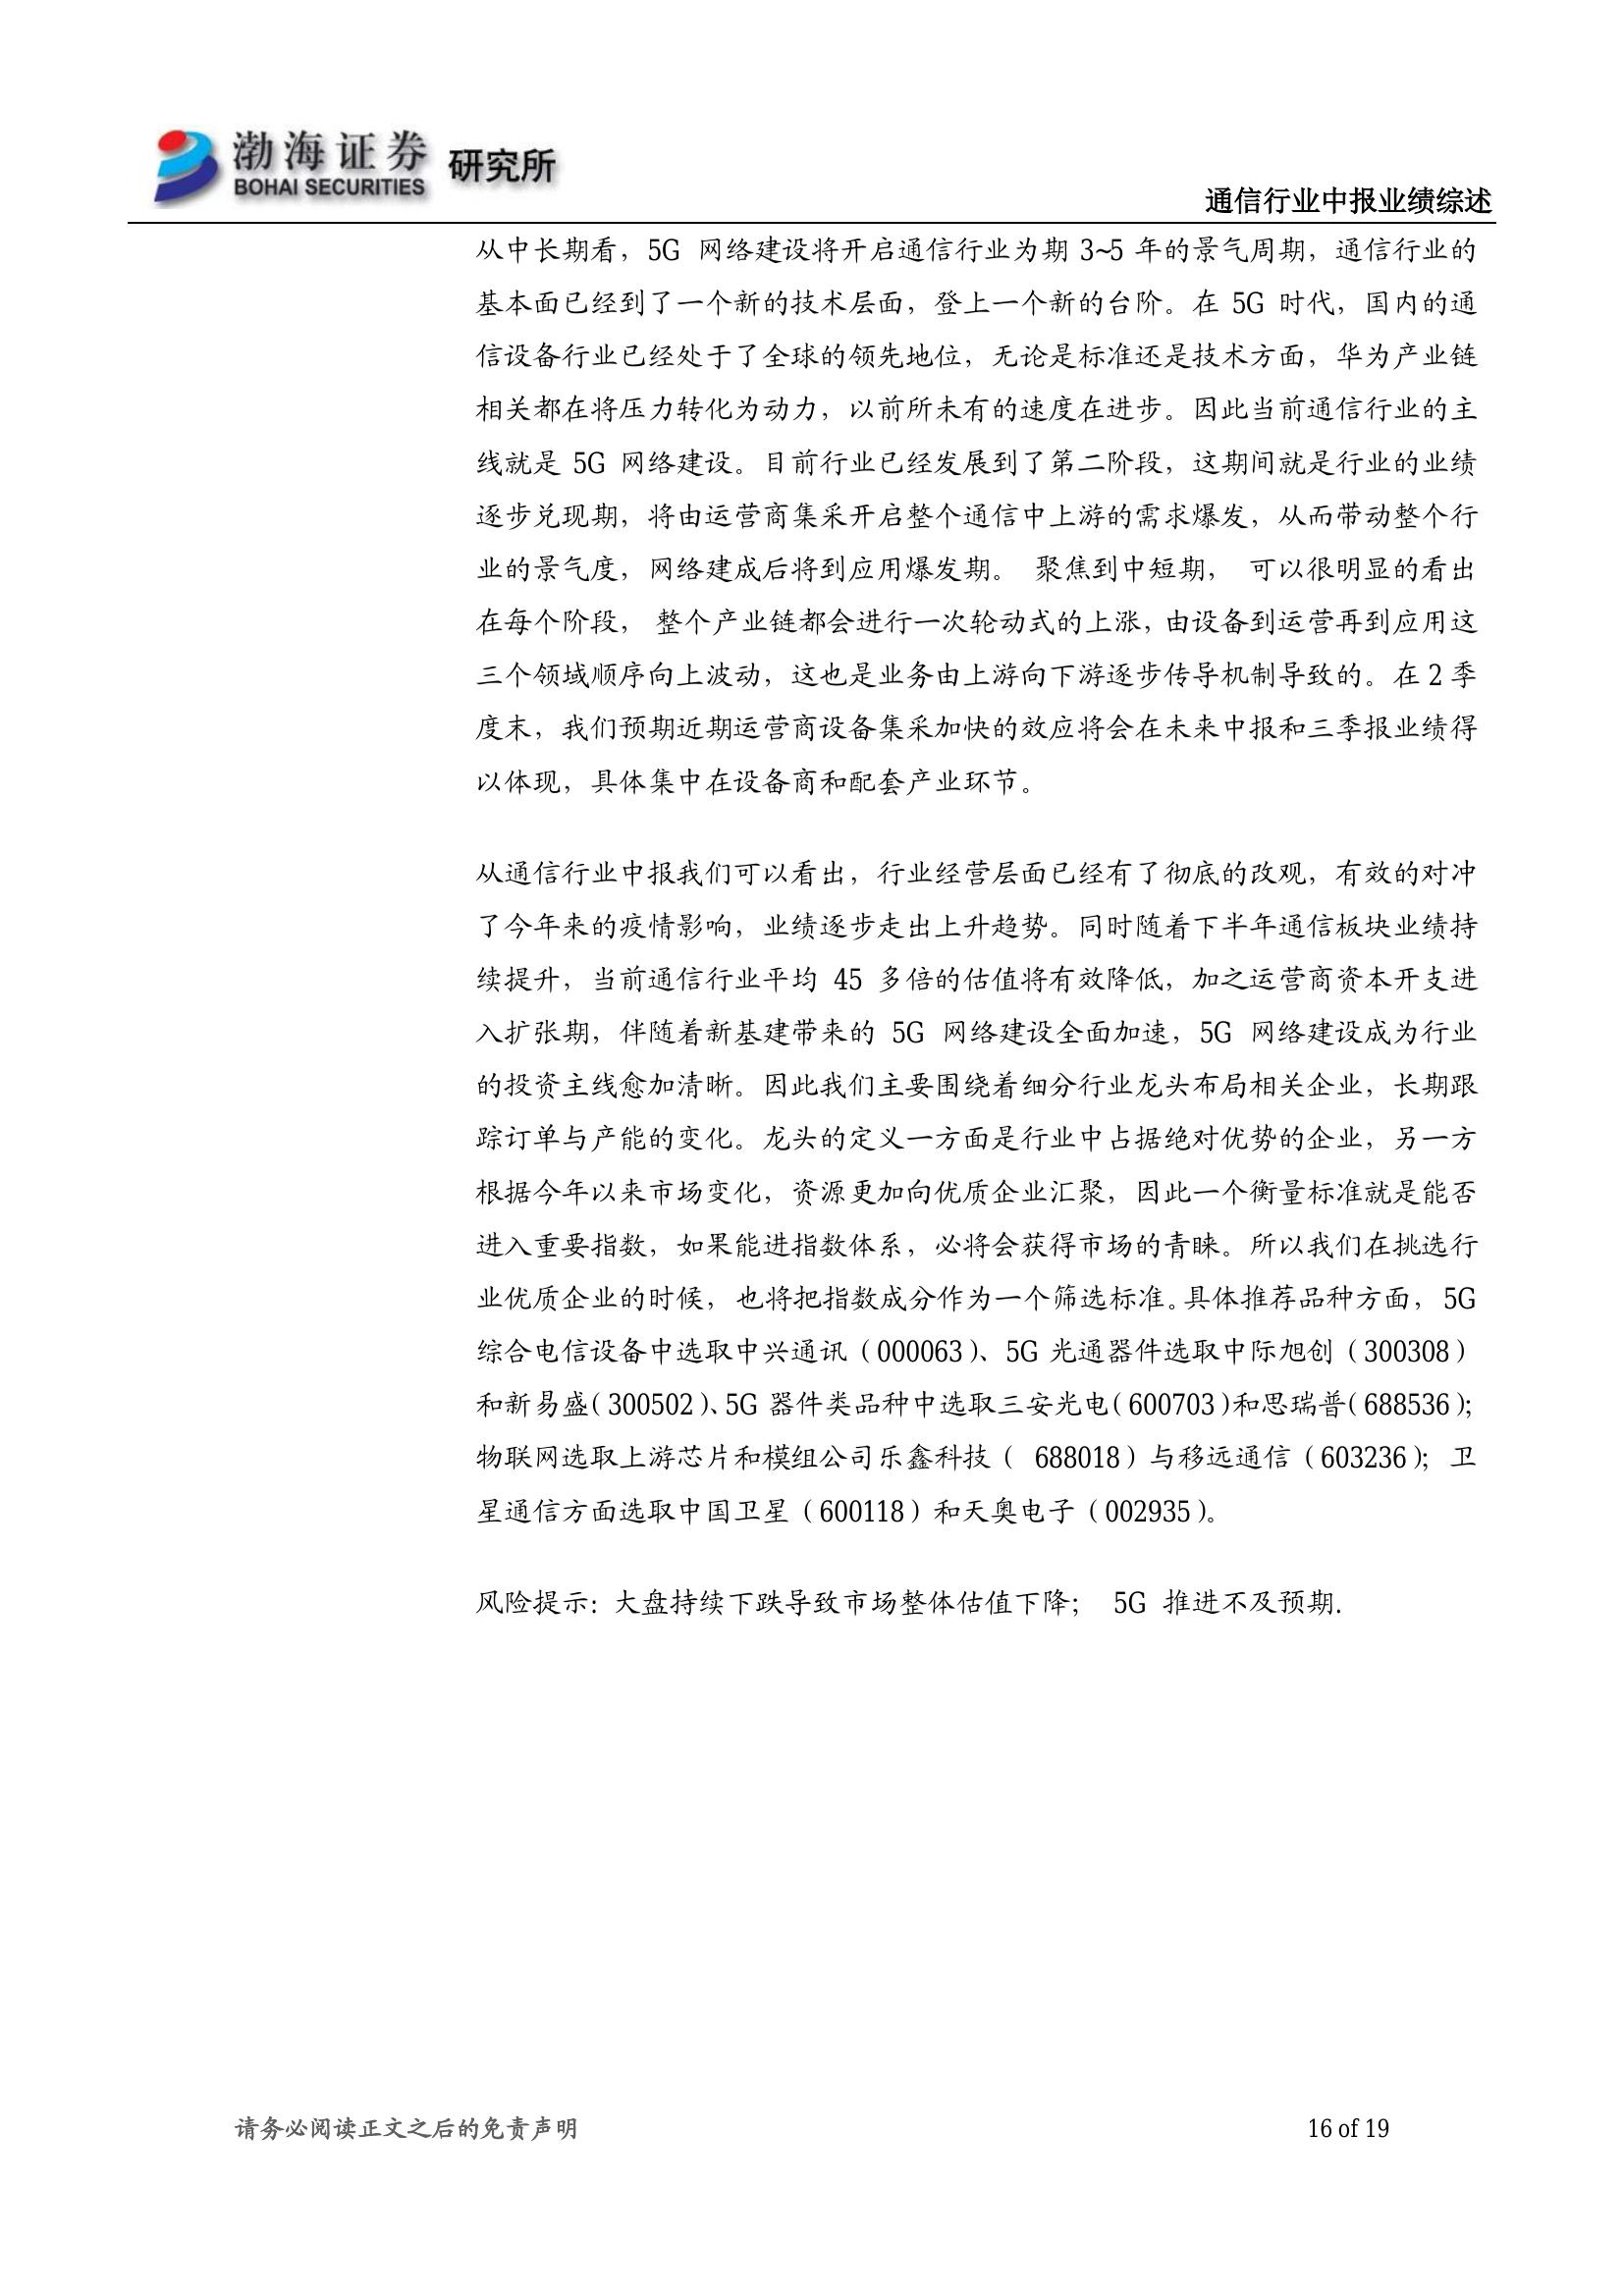 渤海证券 研究所
BOHAI SECURITIES
通信行业中报业绩综述
从中长期看，5G 网络建设将开启通信行业为期 3~5 年的景气周期，通信行业的
基本面已经到了一个新的技术层面，登上一个新的台阶。在 5G 时代，国内的通
信设备行业已经处于了全球的领先地位，无论是标准还是技术方面，华为产业链
相关都在将压力转化为动力，以前所未有的速度在进步。因此当前通信行业的主
线就是 5G 网络建设。目前行业已经发展到了第二阶段，这期间就是行业的业绩
逐步兑现期，将由运营商集采开启整个通信中上游的需求爆发，从而带动整个行
业的景气度，网络建成后将到应用爆发期。 聚焦到中短期， 可以很明显的看出
在每个阶段， 整个产业链都会进行一次轮动式的上涨，由设备到运营再到应用这
三个领域顺序向上波动，这也是业务由上游向下游逐步传导机制导致的。在 2 季
度末，我们预期近期运营商设备集采加快的效应将会在未来中报和三季报业绩得
以体现，具体集中在设备商和配套产业环节。
从通信行业中报我们可以看出，行业经营层面已经有了彻底的改观，有效的对冲
了今年来的疫情影响，业绩逐步走出上升趋势。同时随着下半年通信板块业绩持
续提升，当前通信行业平均 45 多倍的估值将有效降低，加之运营商资本开支进
入扩张期，伴随着新基建带来的 5G 网络建设全面加速，5G 网络建设成为行业
的投资主线愈加清晰。因此我们主要围绕着细分行业龙头布局相关企业，长期跟
踪订单与产能的变化。龙头的定义一方面是行业中占据绝对优势的企业，另一方
根据今年以来市场变化，资源更加向优质企业汇聚，因此一个衡量标准就是能否
进入重要指数，如果能进指数体系，必将会获得市场的青睐。所以我们在挑选行
业优质企业的时候，也将把指数成分作为一个筛选标准。具体推荐品种方面，5G
综合电信设备中选取中兴通讯（000063）、5G 光通器件选取中际旭创（300308）
和新易盛（300502）、5G 器件类品种中选取三安光电（600703）和思瑞普（688536）；
物联网选取上游芯片和模组公司乐鑫科技（ 688018）与移远通信（603236）；卫
星通信方面选取中国卫星（600118）和天奥电子（002935）。
风险提示：大盘持续下跌导致市场整体估值下降； 5G 推进不及预期.
请务必阅读正文之后的免责声明
16 of 19